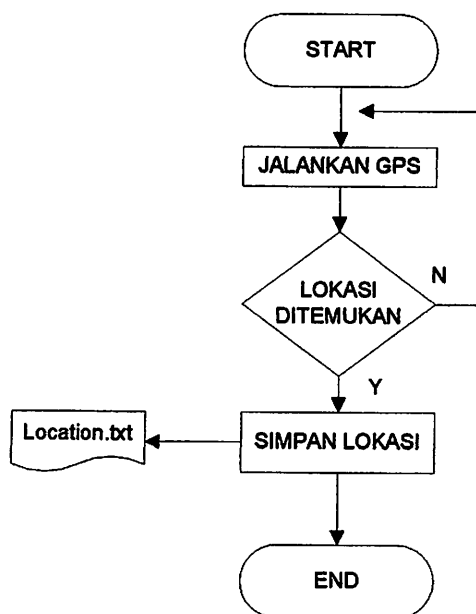 START
JALANKAN GPS
LOKASI
DITEMUKAN
N
Y
Location.txt
SIMPAN LOKASI
END